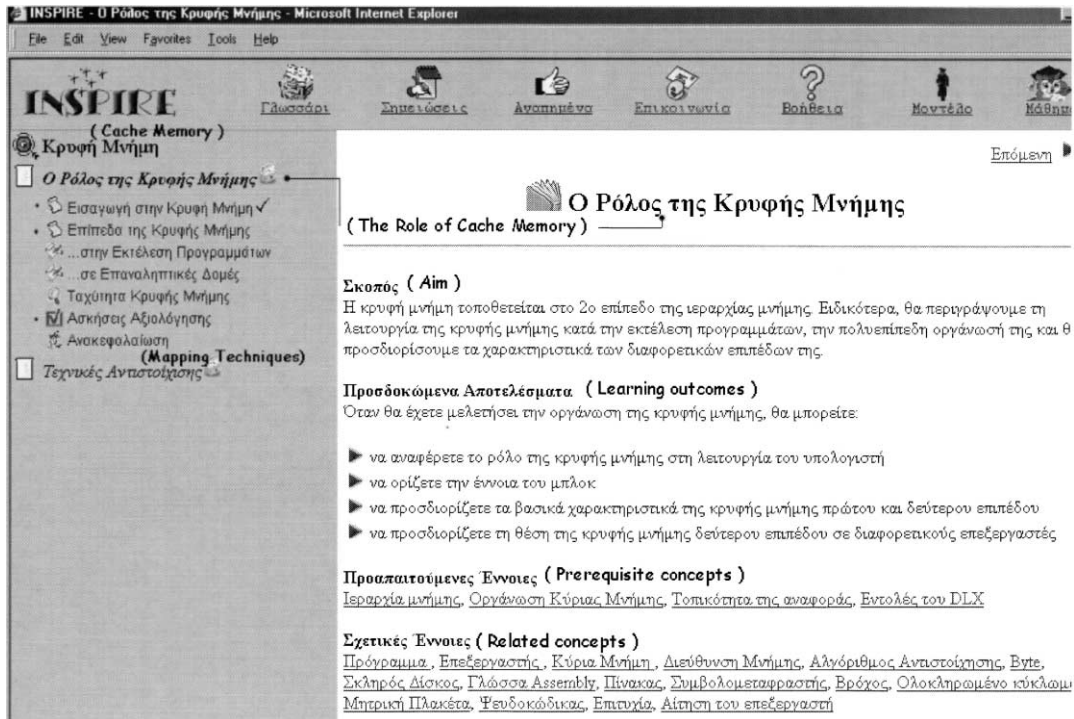 INSPIRE - Ο Ρόλος της Κρυφής Μνήμης - Microsoft Internet Explorer
File Edit View Favorites Tools Help
INSPIRE
Γλωσσάρι Σημειώσεις Αγαπημένα Επικοινωνία Βοήθεια Μοντέλο
( Cache Memory )
Κρυφή Μνήμη
Ο Ρόλος της Κρυφής Μνήμης
• Εισαγωγή στην Κρυφή Μνήμη ✓
• Επίπεδα της Κρυφής Μνήμης
...στην Εκτέλεση Προγραμμάτων
...σε Επαναληπτικές Δομές
Ταχύτητα Κρυφής Μνήμης
• Ασκήσεις Αξιολόγησης
Ανακεφαλαίωση
(Mapping Techniques)
Τεχνικές Αντιστοίχισης
Επόμενη
Ο Ρόλος της Κρυφής Μνήμης
( The Role of Cache Memory )
Σκοπός ( Aim )
Η κρυφή μνήμη τοποθετείται στο 2ο επίπεδο της ιεραρχίας μνήμης. Ειδικότερα, θα περιγράψουμε τη
λειτουργία της κρυφής μνήμης κατά την εκτέλεση προγραμμάτων, την πολυεπίπεδη οργάνωσή της και θ
προσδιορίσουμε τα χαρακτηριστικά των διαφορετικών επιπέδων της.
Προσδοκώμενα Αποτελέσματα ( Learning outcomes )
Όταν θα έχετε μελετήσει την οργάνωση της κρυφής μνήμης, θα μπορείτε:
να αναφέρετε το ρόλο της κρυφής μνήμης στη λειτουργία του υπολογιστή
να ορίζετε την έννοια του μπλοκ
να προσδιορίζετε τα βασικά χαρακτηριστικά της κρυφής μνήμης πρώτου και δεύτερου επιπέδου
να προσδιορίζετε τη θέση της κρυφής μνήμης δεύτερου επιπέδου σε διαφορετικούς επεξεργαστές
Προαπαιτούμενες Έννοιες ( Prerequisite concepts )
Ιεραρχία μνήμης, Οργάνωση Κύριας Μνήμης, Τοπικότητα της αναφοράς, Εντολές του DLX
Σχετικές Έννοιες ( Related concepts )
Πρόγραμμα , Επεξεργαστής , Κύρια Μνήμη , Διεύθυνση Μνήμης, Αλγόριθμος Αντιστοίχησης, Byte,
Σκληρός Δίσκος, Γλώσσα Assembly, Πίνακας, Συμβολομεταφραστής, Βρόχος, Ολοκληρωμένο κύκλωμ
Μητρική Πλακέτα, Ψευδοκώδικας, Επιτυχία, Αίτηση του επεξεργαστή